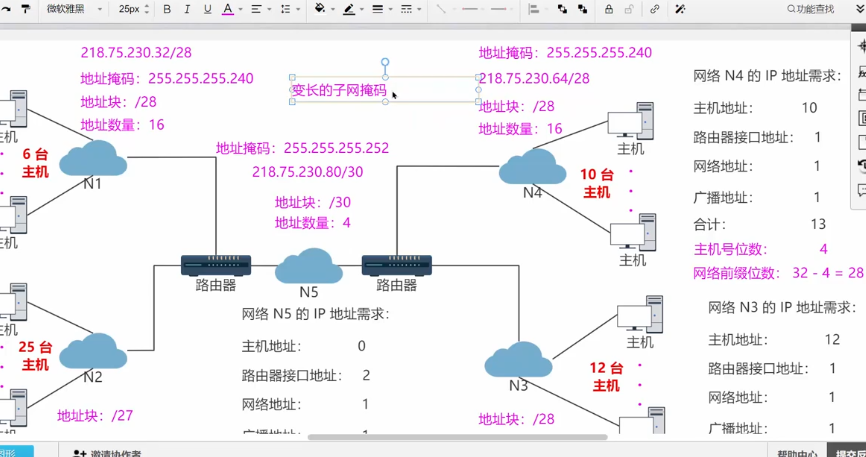 微软雅黑 25px B I U A 功能查找
218.75.230.32/28
地址掩码：255.255.255.240
地址块：/28
地址数量：16
变长的子网掩码
地址掩码：255.255.255.240
218.75.230.64/28
地址块：/28
地址数量：16
网络 N4 的 IP 地址需求：
主机地址： 10
路由器接口地址： 1
网络地址： 1
广播地址： 1
合计： 13
主机号位数： 4
网络前缀位数： 32 - 4 = 28
地址掩码：255.255.255.252
218.75.230.80/30
地址块：/30
地址数量：4
主机
6 台
主机
N1
主机
10 台
主机
N4
主机
主机
路由器
N5
路由器
网络 N5 的 IP 地址需求：
主机地址： 0
路由器接口地址： 2
网络地址： 1
广播地址： 1
主机
25 台
主机
N2
地址块：/27
主机
12 台
主机
N3
地址块：/28
网络 N3 的 IP 地址需求：
主机地址： 12
路由器接口地址： 1
网络地址： 1
广播地址： 1
图形
邀请协作者
帮助中心